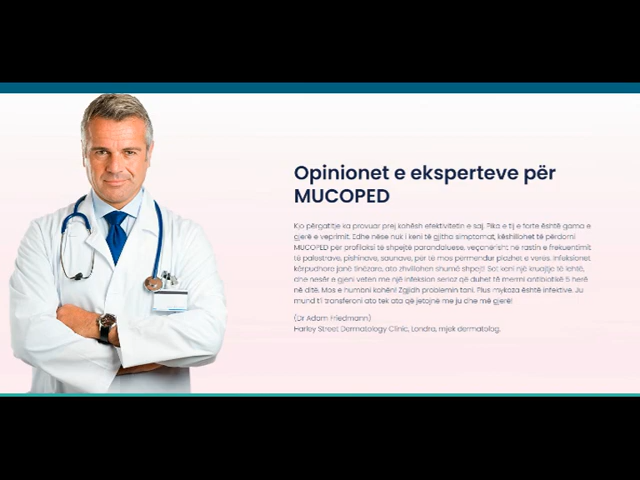 Opinionet e eksperteve për
MUCOPED
Kjo përgatitje ka provuar prej kohësh efektivitetin e saj. Pika e tij e forte është gama e
gjerë e veprimit. Edhe nëse nuk i keni të gjitha simptomat, këshillohet të përdorni
MUCOPED për profilaksi të shpejtë parandaluese, veçanërisht në rastin e frekuentimit
të palestrave, pishinave, saunave, për të mos përmendur plazhet e verës. Infeksionet
kërpudhore janë tinëzare, ato zhvillohen shumë shpejt! Sot keni një kruajtje të lehtë,
dhe nesër e gjeni veten me një infeksion serioz që duhet të merrni antibiotikë 5 herë
në ditë. Mos e humbni kohën! Zgjidh problemin tani. Plus mykoza është infektive. Ju
mund t'i transferoni ato tek ata që jetojnë me ju dhe më gjerë!
(Dr Adam Friedmann)
Harley Street Dermatology Clinic, Londra, mjek dermatolog.